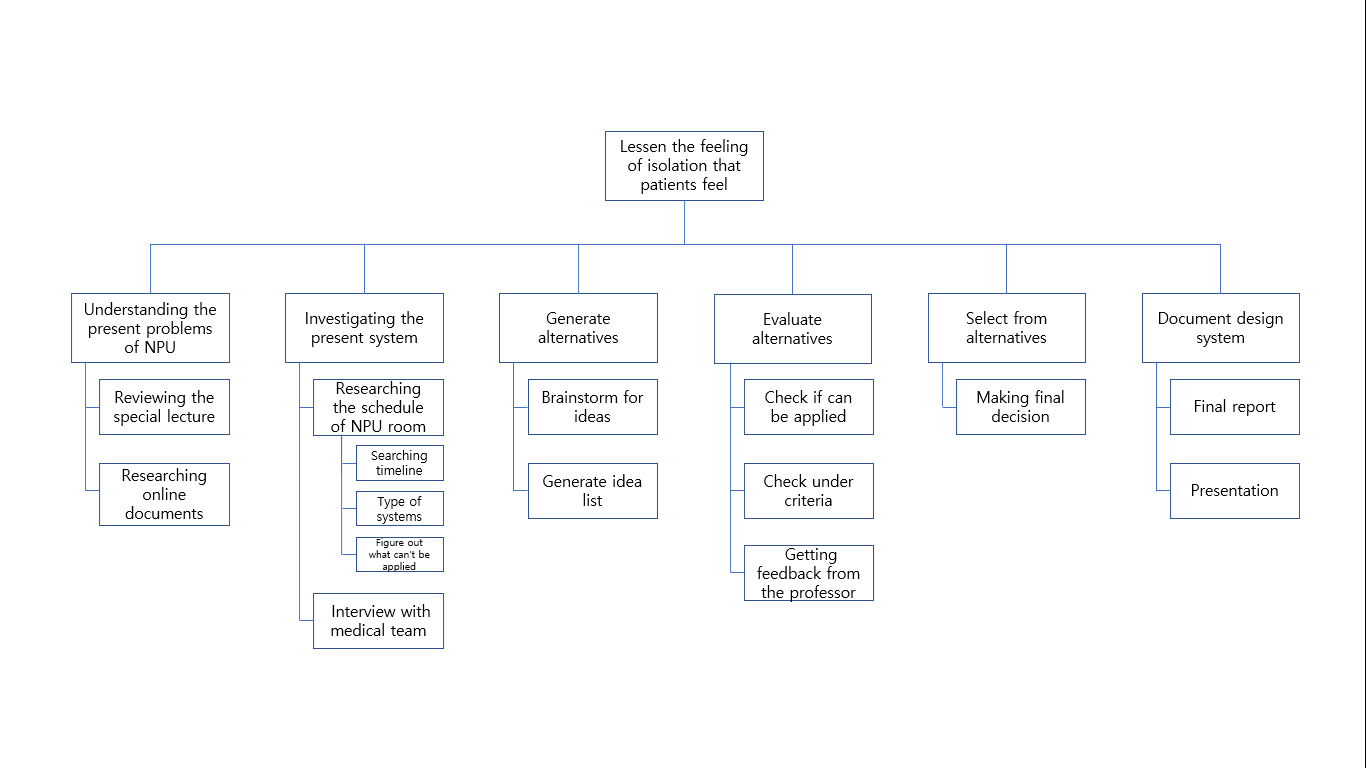 Lessen the feeling
of isolation that
patients feel
Understanding the
present problems
of NPU
Reviewing the
special lecture
Researching
online
documents
Investigating the
present system
Researching
the schedule
of NPU room
Searching
timeline
Type of
systems
Figure out
what can't be
applied
Interview with
medical team
Generate
alternatives
Brainstorm for
ideas
Generate idea
list
Evaluate
alternatives
Check if can
be applied
Check under
criteria
Getting
feedback from
the professor
Select from
alternatives
Making final
decision
Document design
system
Final report
Presentation